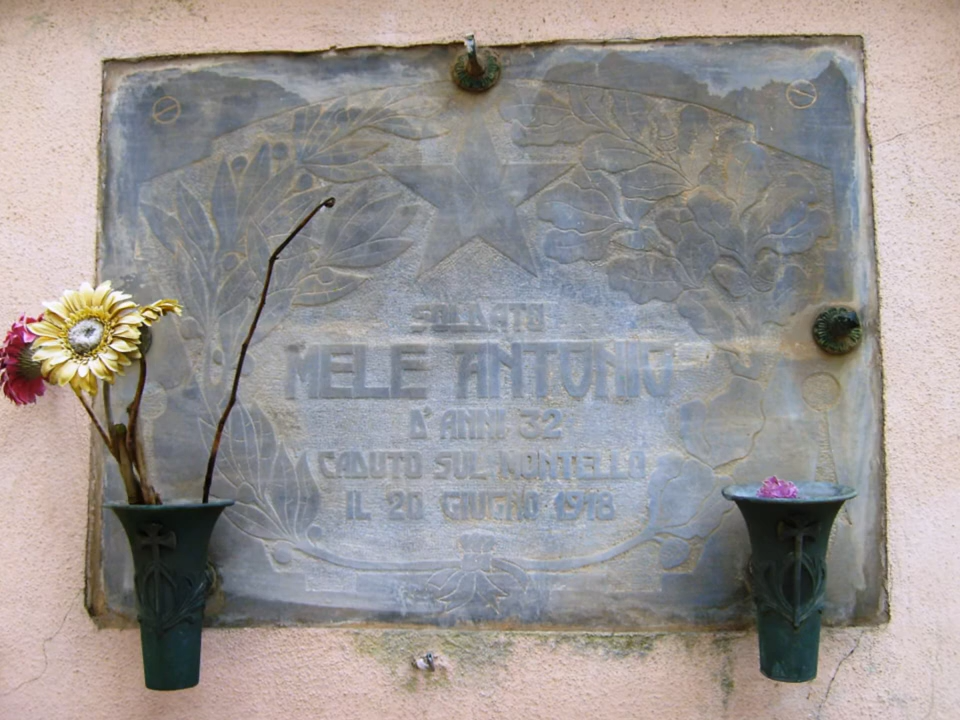 SOLDATO
MELE ANTONIO
D'ANNI 32
CADUTO SUL MONTELLO
IL 20 GIUGNO 1918